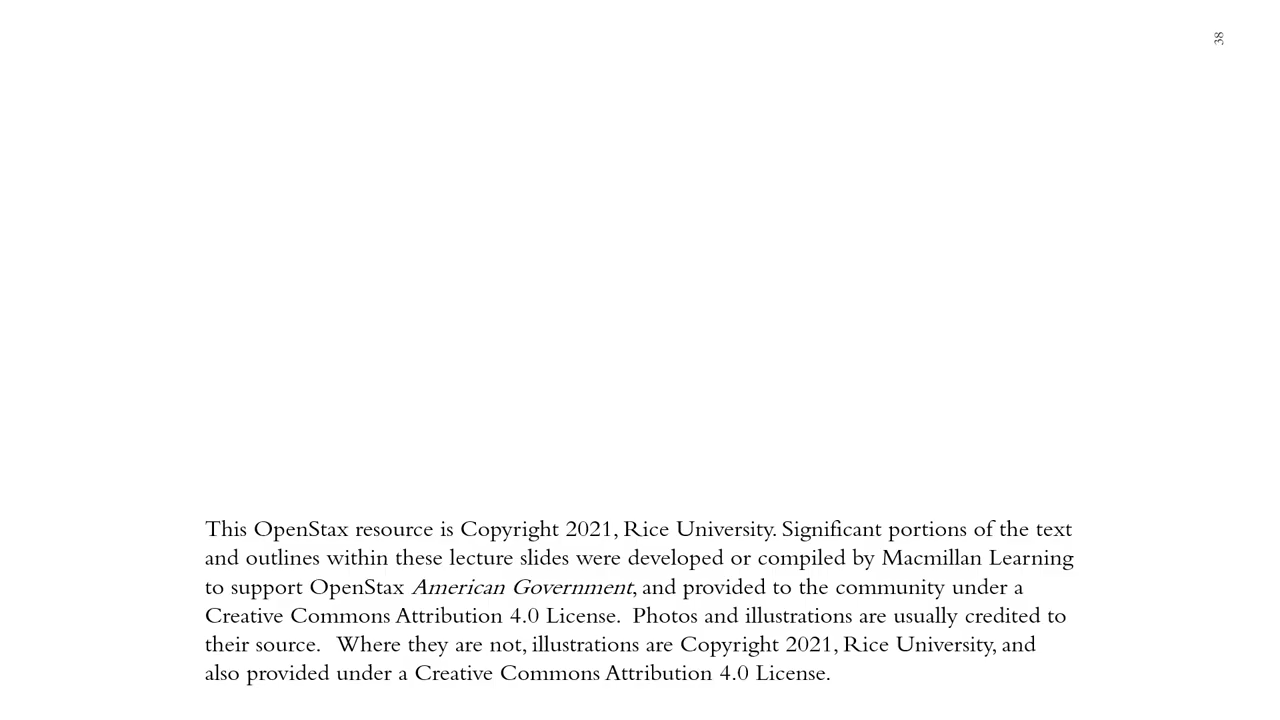 38
This OpenStax resource is Copyright 2021, Rice University. Significant portions of the text
and outlines within these lecture slides were developed or compiled by Macmillan Learning
to support OpenStax American Government, and provided to the community under a
Creative Commons Attribution 4.0 License.  Photos and illustrations are usually credited to
their source.   Where they are not, illustrations are Copyright 2021, Rice University, and
also provided under a Creative Commons Attribution 4.0 License.